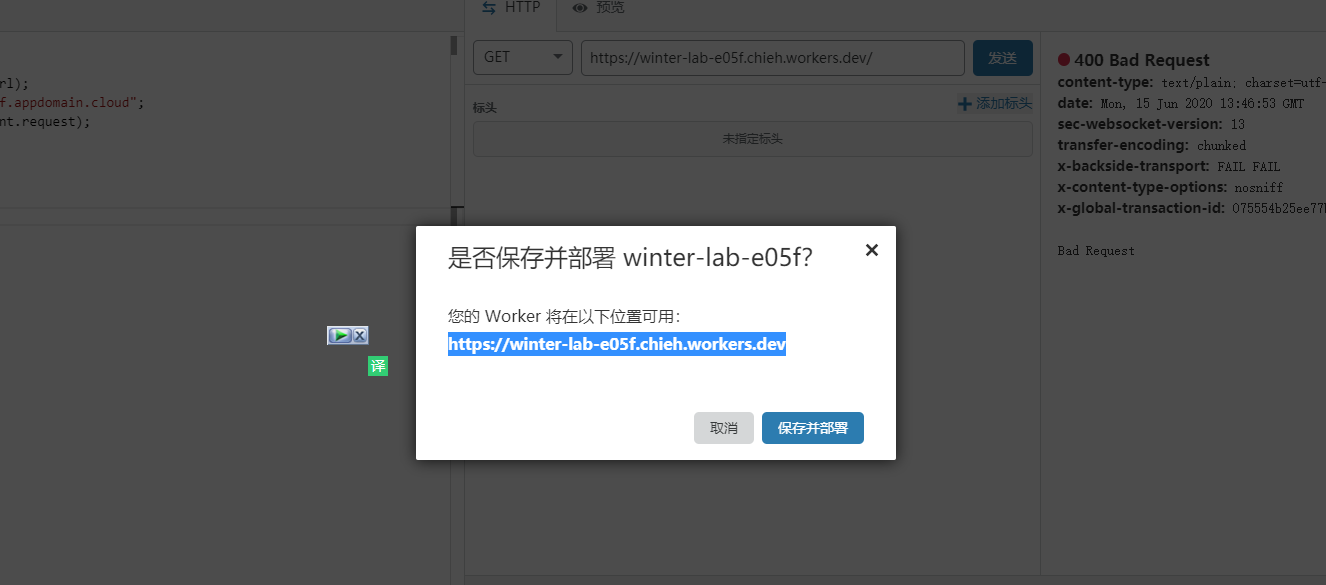 HTTP
预览
GET
https://winter-lab-e05f.chieh.workers.dev/
发送
rl);
f.appdomain.cloud";
nt.request);
标头
添加标头
未指定标头
400 Bad Request
content-type: text/plain; charset=utf-
date: Mon, 15 Jun 2020 13:46:53 GMT
sec-websocket-version: 13
transfer-encoding: chunked
x-backside-transport: FAIL FAIL
x-content-type-options: nosniff
x-global-transaction-id: 075554b25ee77
Bad Request
是否保存并部署 winter-lab-e05f?
您的 Worker 将在以下位置可用：
https://winter-lab-e05f.chieh.workers.dev
取消
保存并部署
译